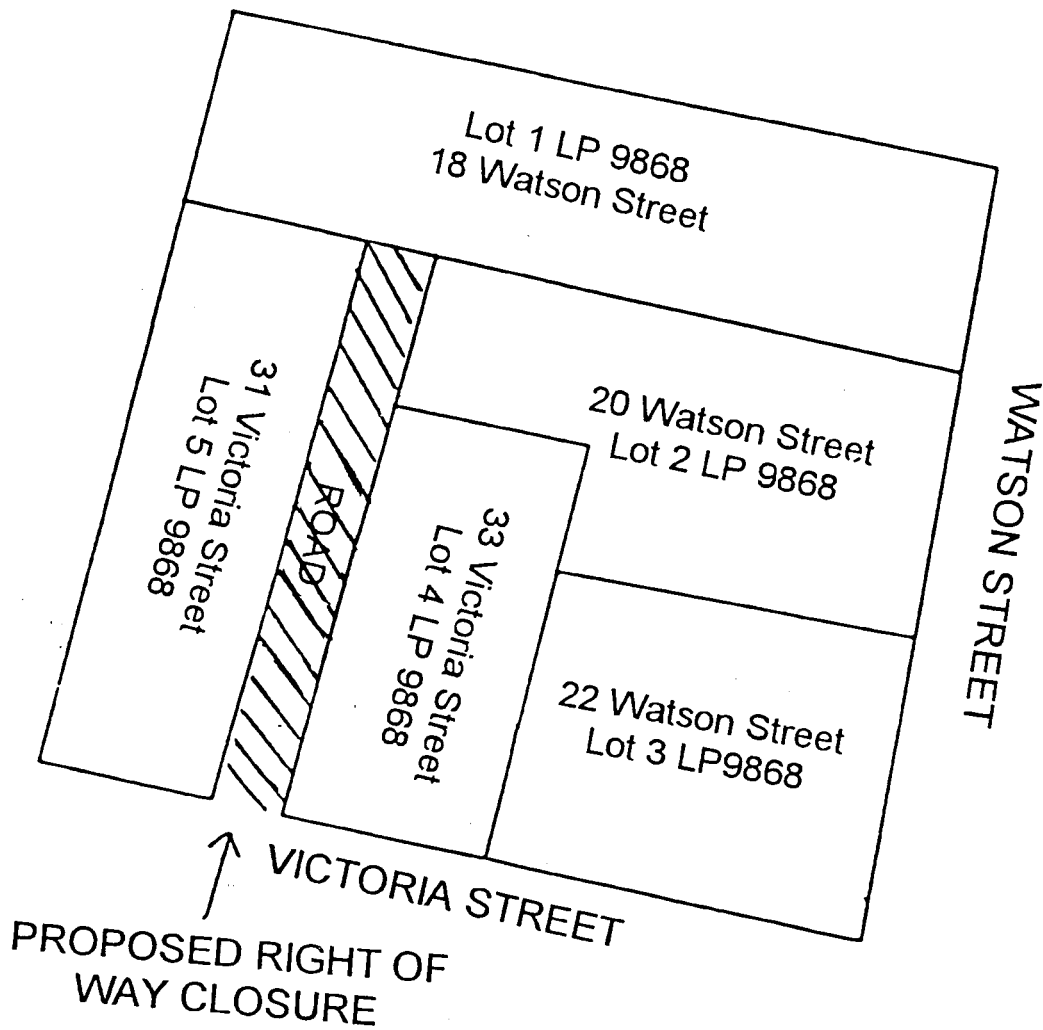 Lot 1 LP 9868
18 Watson Street
20 Watson Street
Lot 2 LP 9868
WATSON STREET
31 Victoria Street
Lot 5 LP 9868
ROAD
33 Victoria Street
Lot 4 LP 9868
22 Watson Street
Lot 3 LP9868
VICTORIA STREET
PROPOSED RIGHT OF
WAY CLOSURE